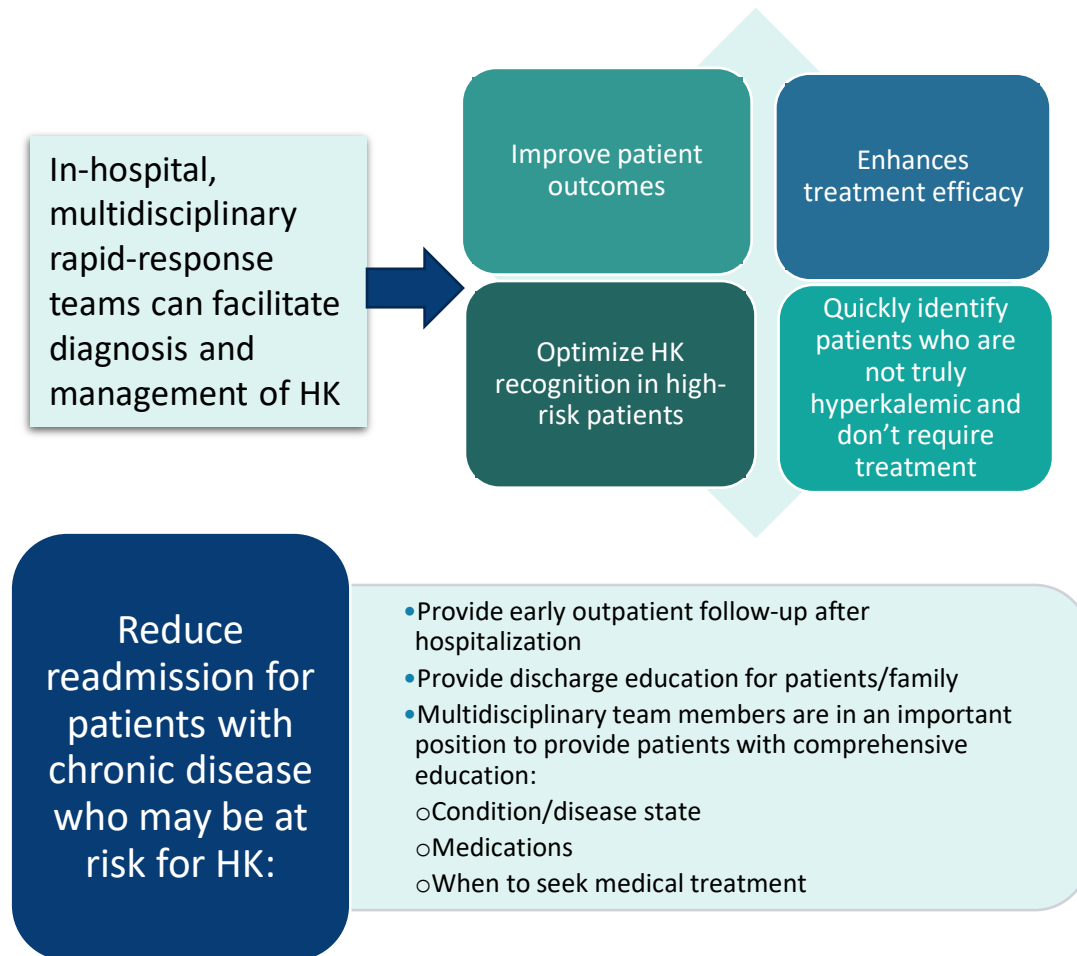 In-hospital,
multidisciplinary
rapid-response
teams can facilitate
diagnosis and
management of HK
Improve patient
outcomes
Enhances
treatment efficacy
Optimize HK
recognition in high-
risk patients
Quickly identify
patients who are
not truly
hyperkalemic and
don’t require
treatment
Reduce
readmission for
patients with
chronic disease
who may be at
risk for HK:
•Provide early outpatient follow-up after
hospitalization
•Provide discharge education for patients/family
•Multidisciplinary team members are in an important
position to provide patients with comprehensive
education:
oCondition/disease state
oMedications
oWhen to seek medical treatment